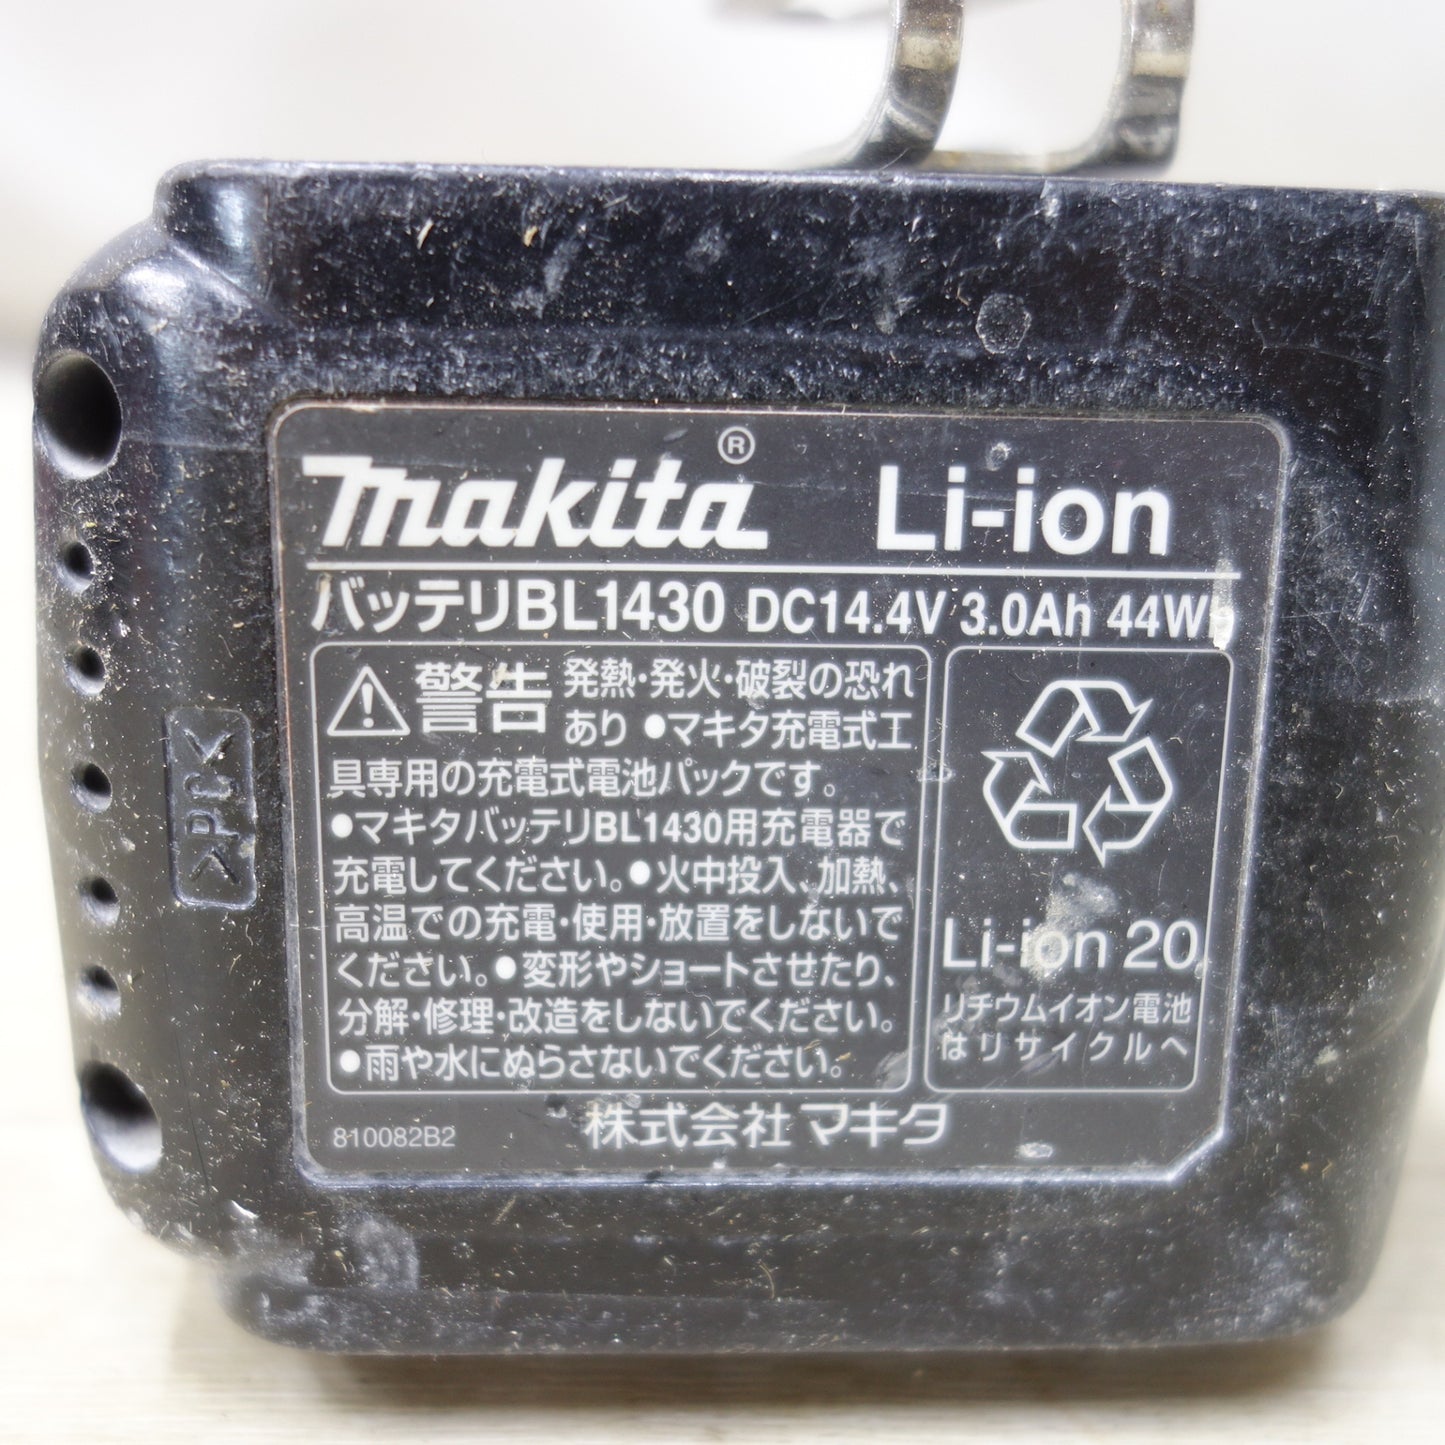 makita® Li-ion
バッテリBL1430 DC14.4V 3.0Ah 44Wh
⚠警告 発熱・発火・破裂の恐れ
あり ●マキタ充電式工
具専用の充電式電池パックです。
●マキタバッテリBL1430用充電器で
充電してください。●火中投入、加熱、
高温での充電・使用・放置をしないで
ください。●変形やショートさせたり、
分解・修理・改造をしないでください。
●雨や水にぬらさないでください。
Li-ion 20
リチウムイオン電池
はリサイクルへ
810082B2 株式会社マキタ